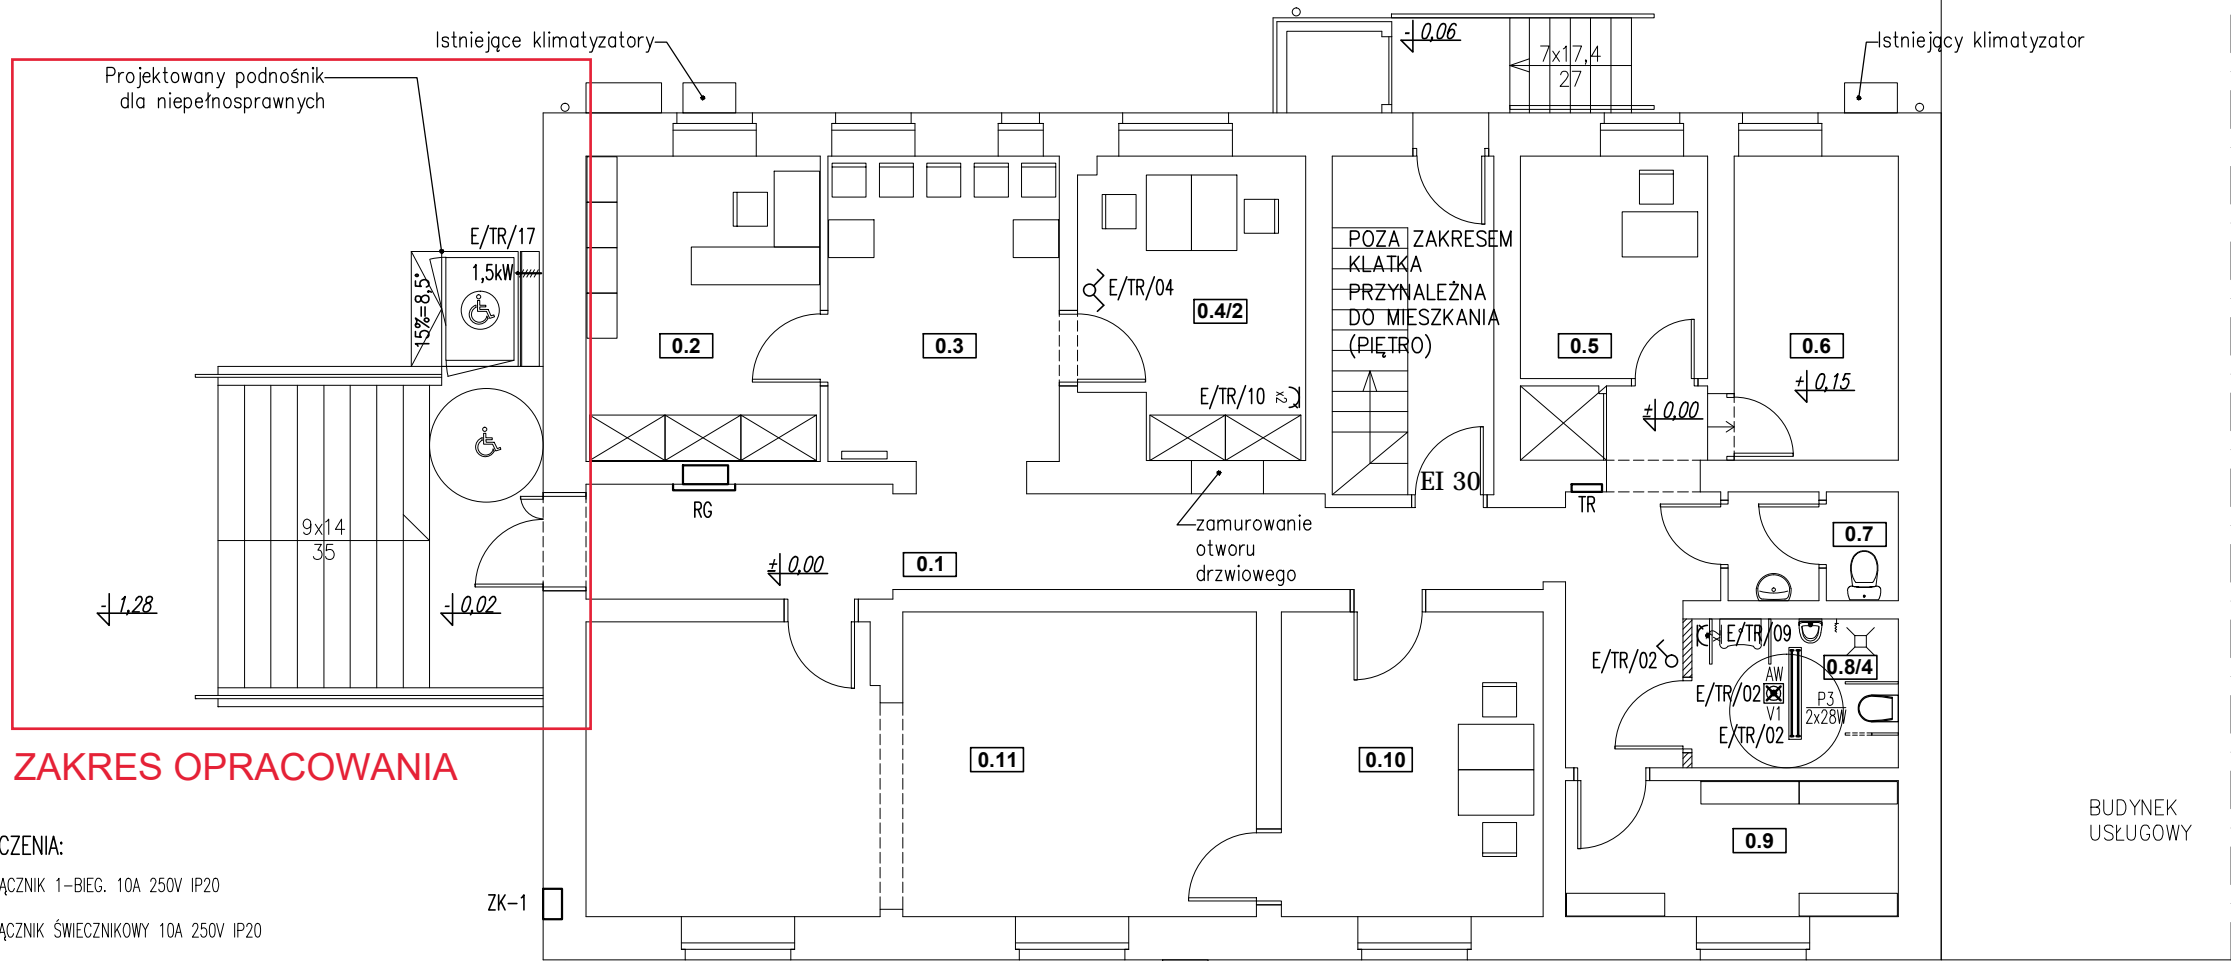 Istniejące klimatyzatory
- 0,06
7x17,4
27
Istniejący klimatyzator
Projektowany podnośnik
dla niepełnosprawnych
E/TR/17
1,5kW
15%=8,5°
E/TR/04
0.4/2
POZA ZAKRESEM
KLATKA
PRZYNALEŻNA
DO MIESZKANIA
(PIĘTRO)
0.2
0.3
0.5
0.6
+ 0,15
E/TR/10 x2
± 0,00
EI 30
RG
TR
9x14
35
zamurowanie
otworu
drzwiowego
0.7
± 0,00
0.1
- 1,28
- 0,02
x2 E/TR/09
E/TR/02
0.8/4
AW
E/TR/02
V1
P3
2x28W
E/TR/02
ZAKRES OPRACOWANIA
0.11
0.10
BUDYNEK
USŁUGOWY
0.9
CZENIA:
ĄCZNIK 1-BIEG. 10A 250V IP20
ZK-1
ĄCZNIK ŚWIECZNIKOWY 10A 250V IP20